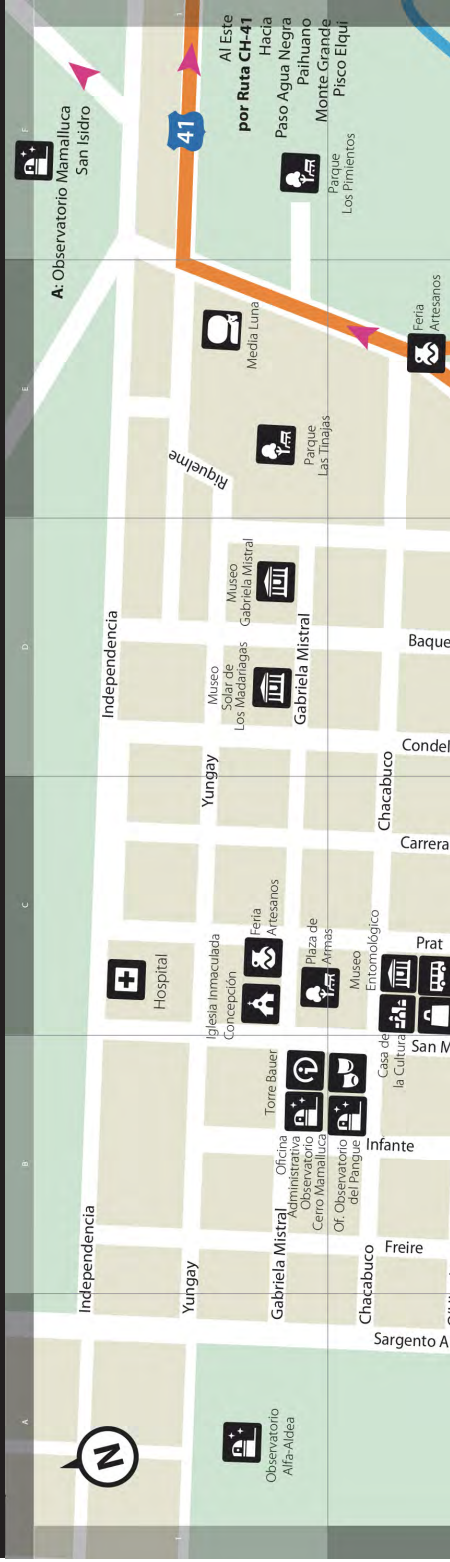 A: Observatorio Mamalluca
San Isidro
41
Al Este
por Ruta CH-41
Hacia
Paso Agua Negra
Paihuano
Monte Grande
Pisco Elqui
Parque
Los Pimientos
F
E
Media Luna
Feria
Artesanos
Parque
Las Tinajas
Riquelme
D
Independencia
Museo
Gabriela Mistral
Museo
Solar de
Los Madariagas
Gabriela Mistral
Baque
Condel
Yungay
Chacabuco
Carrera
C
Hospital
Iglesia Inmaculada
Concepción
Feria
Artesanos
Plaza de
Armas
Museo
Entomológico
Prat
Casa de
la Cultura
San M
B
Torre Bauer
Oficina
Administrativa
Observatorio
Cerro Mamalluca
Of. Observatorio
del Pangue
Infante
Independencia
Yungay
Gabriela Mistral
Chacabuco
Freire
Sargento A
A
N
Observatorio
Alfa-Aldea